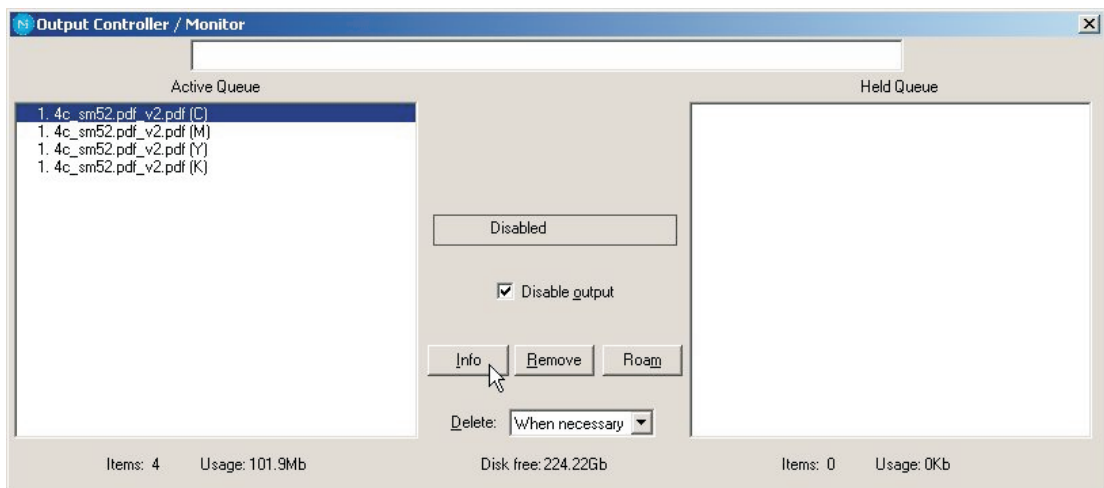 Output Controller / Monitor
Active Queue
Held Queue
1. 4c_sm52.pdf_v2.pdf (C)
1. 4c_sm52.pdf_v2.pdf (M)
1. 4c_sm52.pdf_v2.pdf (Y)
1. 4c_sm52.pdf_v2.pdf (K)
Disabled
Disable output
Info
Remove
Roam
Delete: When necessary
Items: 4 Usage: 101.9Mb
Disk free: 224.22Gb
Items: 0 Usage: 0Kb